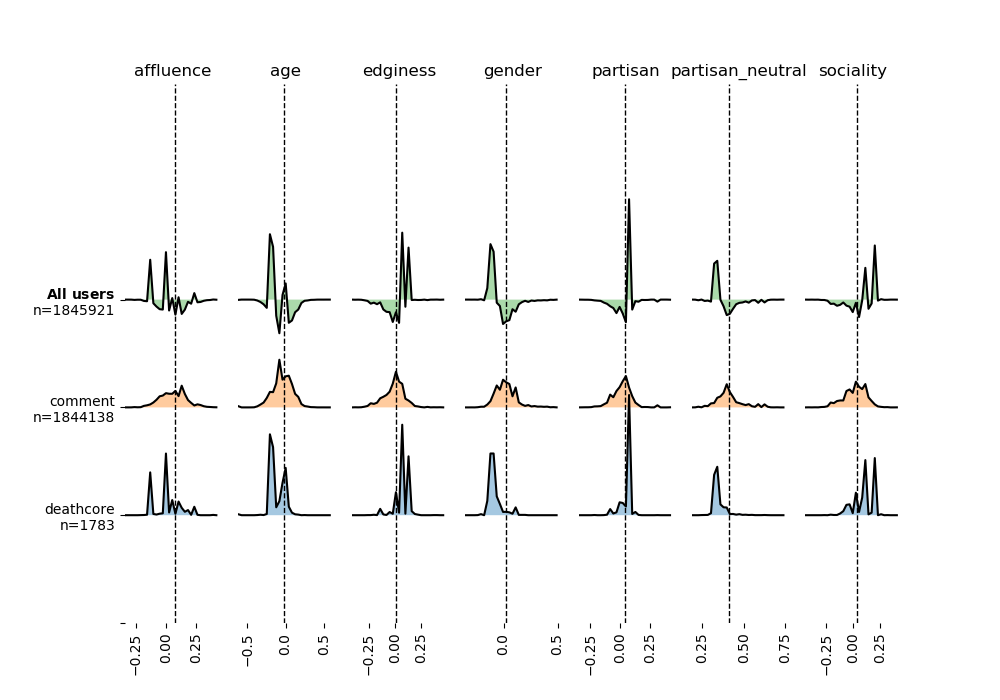 affluence age edginess gender partisan partisan_neutral sociality
All users
n=1845921
comment
n=1844138
deathcore
n=1783
−0.25 0.00 0.25 −0.5 0.0 0.5 −0.25 0.00 0.25 0.0 0.5 −0.25 0.00 0.25 0.25 0.50 0.75 −0.25 0.00 0.25